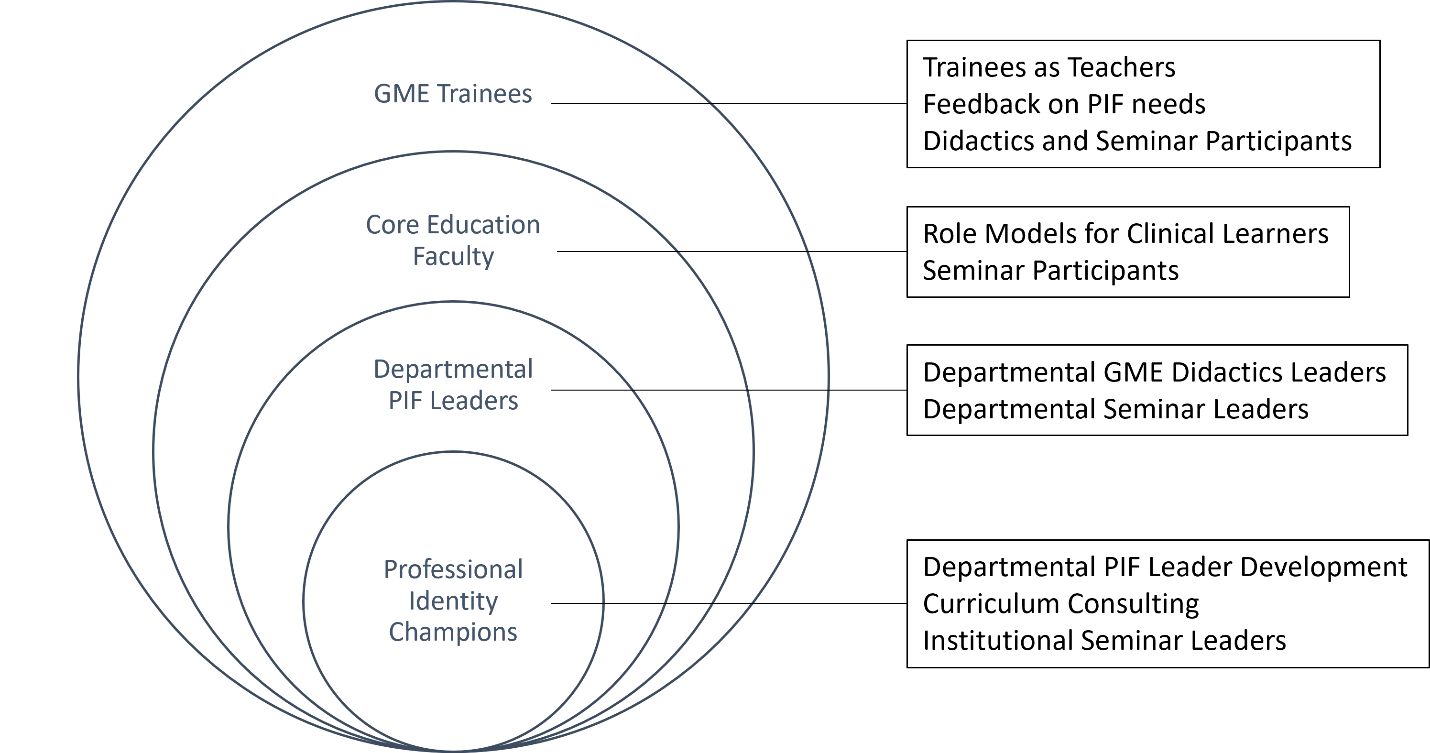 GME Trainees
Trainees as Teachers
Feedback on PIF needs
Didactics and Seminar Participants
Core Education
Faculty
Role Models for Clinical Learners
Seminar Participants
Departmental
PIF Leaders
Departmental GME Didactics Leaders
Departmental Seminar Leaders
Professional
Identity
Champions
Departmental PIF Leader Development
Curriculum Consulting
Institutional Seminar Leaders